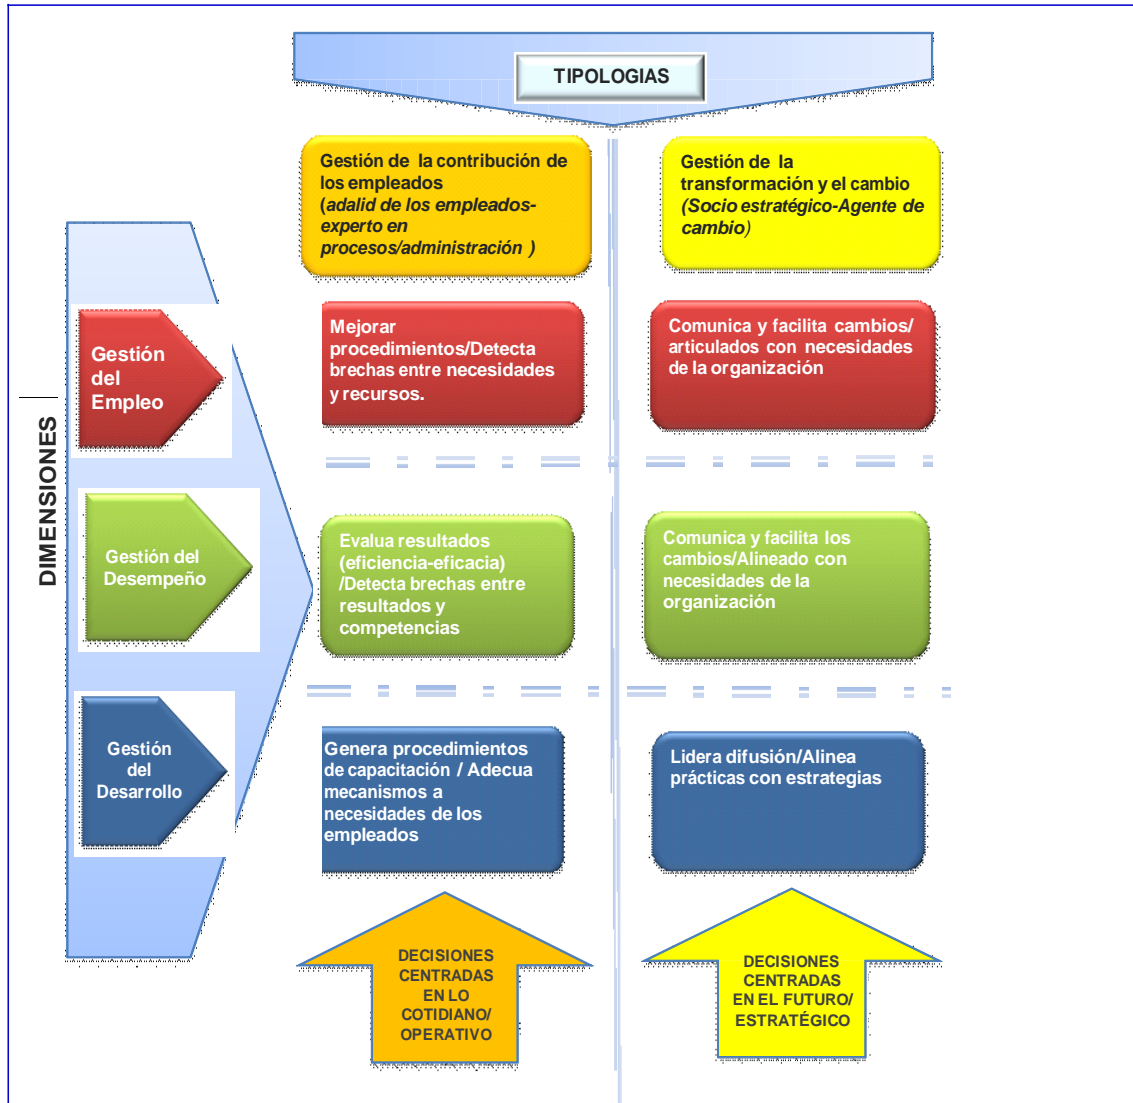 TIPOLOGIAS
Gestión de la contribución de
los empleados
(adalid de los empleados-
experto en
procesos/administración )
Gestión de la
transformación y el cambio
(Socio estratégico-Agente de
cambio)
DIMENSIONES
Gestión
del
Empleo
Mejorar
procedimientos/Detecta
brechas entre necesidades
y recursos.
Comunica y facilita cambios/
articulados con necesidades
de la organización
Gestión del
Desempeño
Evalua resultados
(eficiencia-eficacia)
/Detecta brechas entre
resultados y
competencias
Comunica y facilita los
cambios/Alineado con
necesidades de la
organización
Gestión
del
Desarrollo
Genera procedimientos
de capacitación / Adecua
mecanismos a
necesidades de los
empleados
Lidera difusión/Alinea
prácticas con estrategias
DECISIONES
CENTRADAS
EN LO
COTIDIANO/
OPERATIVO
DECISIONES
CENTRADAS
EN EL FUTURO/
ESTRATÉGICO